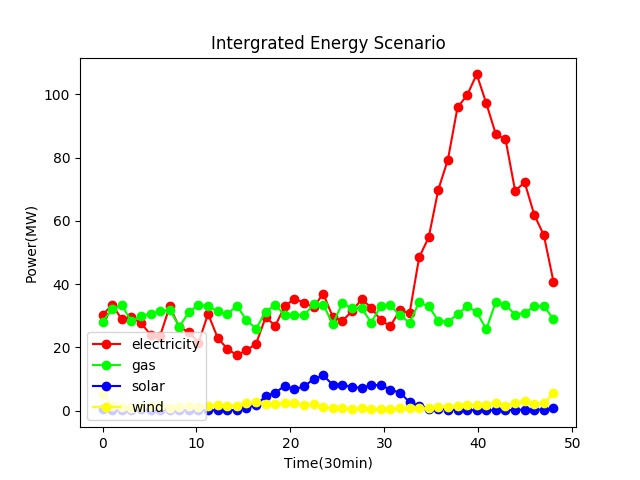 Intergrated Energy Scenario
Power(MW)
100
80
60
40
20
0
electricity
gas
solar
wind
0 10 20 30 40 50
Time(30min)